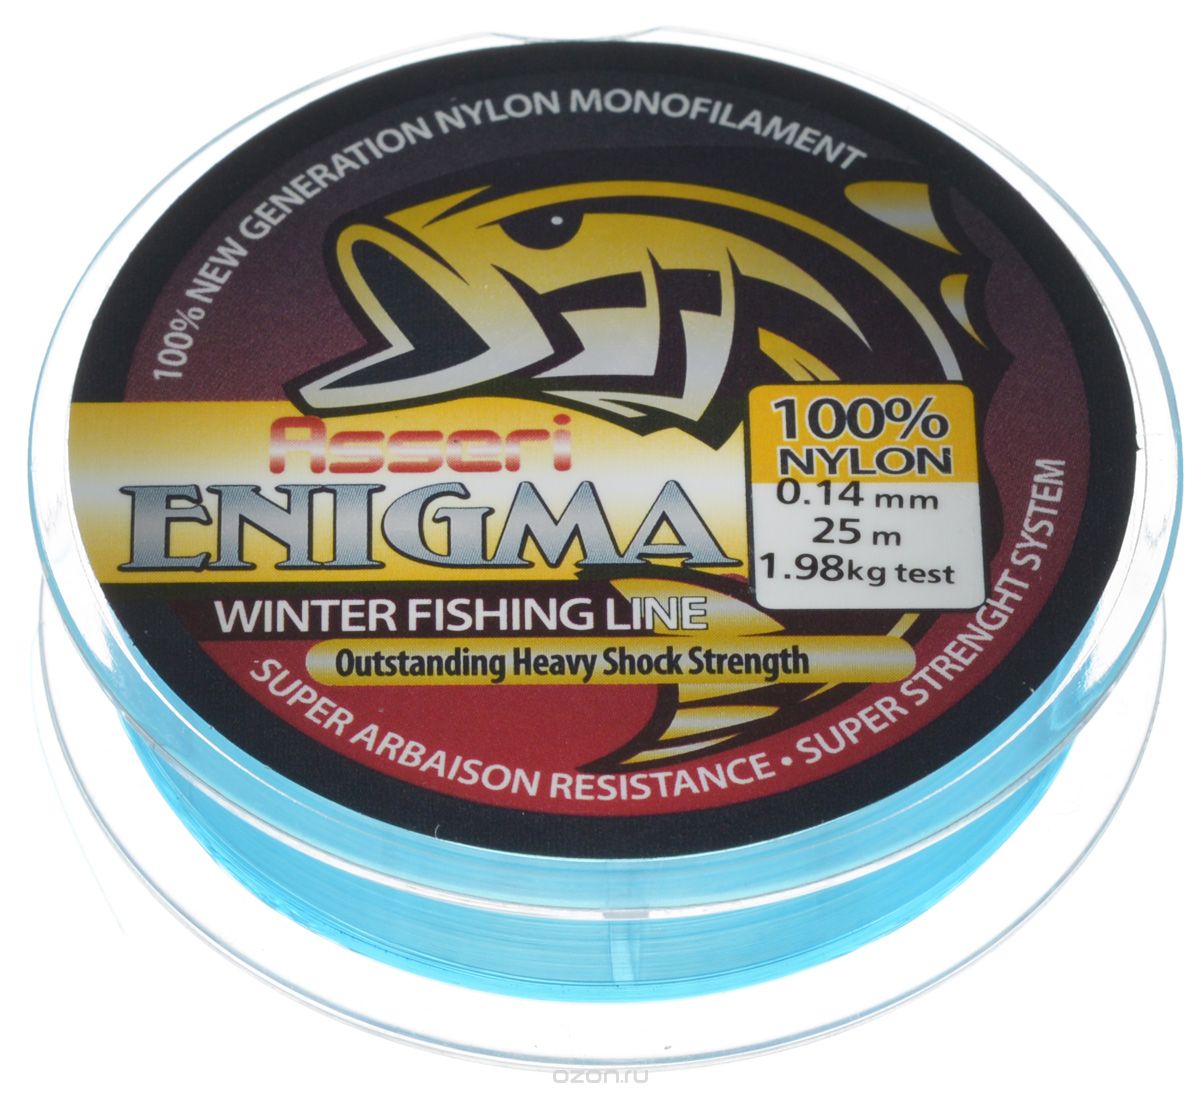 100% NEW GENERATION NYLON MONOFILAMENT
Asseri
ENIGMA
100%
NYLON
0.14 mm
25 m
1.98kg test
WINTER FISHING LINE
Outstanding Heavy Shock Strength
SUPER ARBAISON RESISTANCE • SUPER STRENGHT SYSTEM
ozon.ru